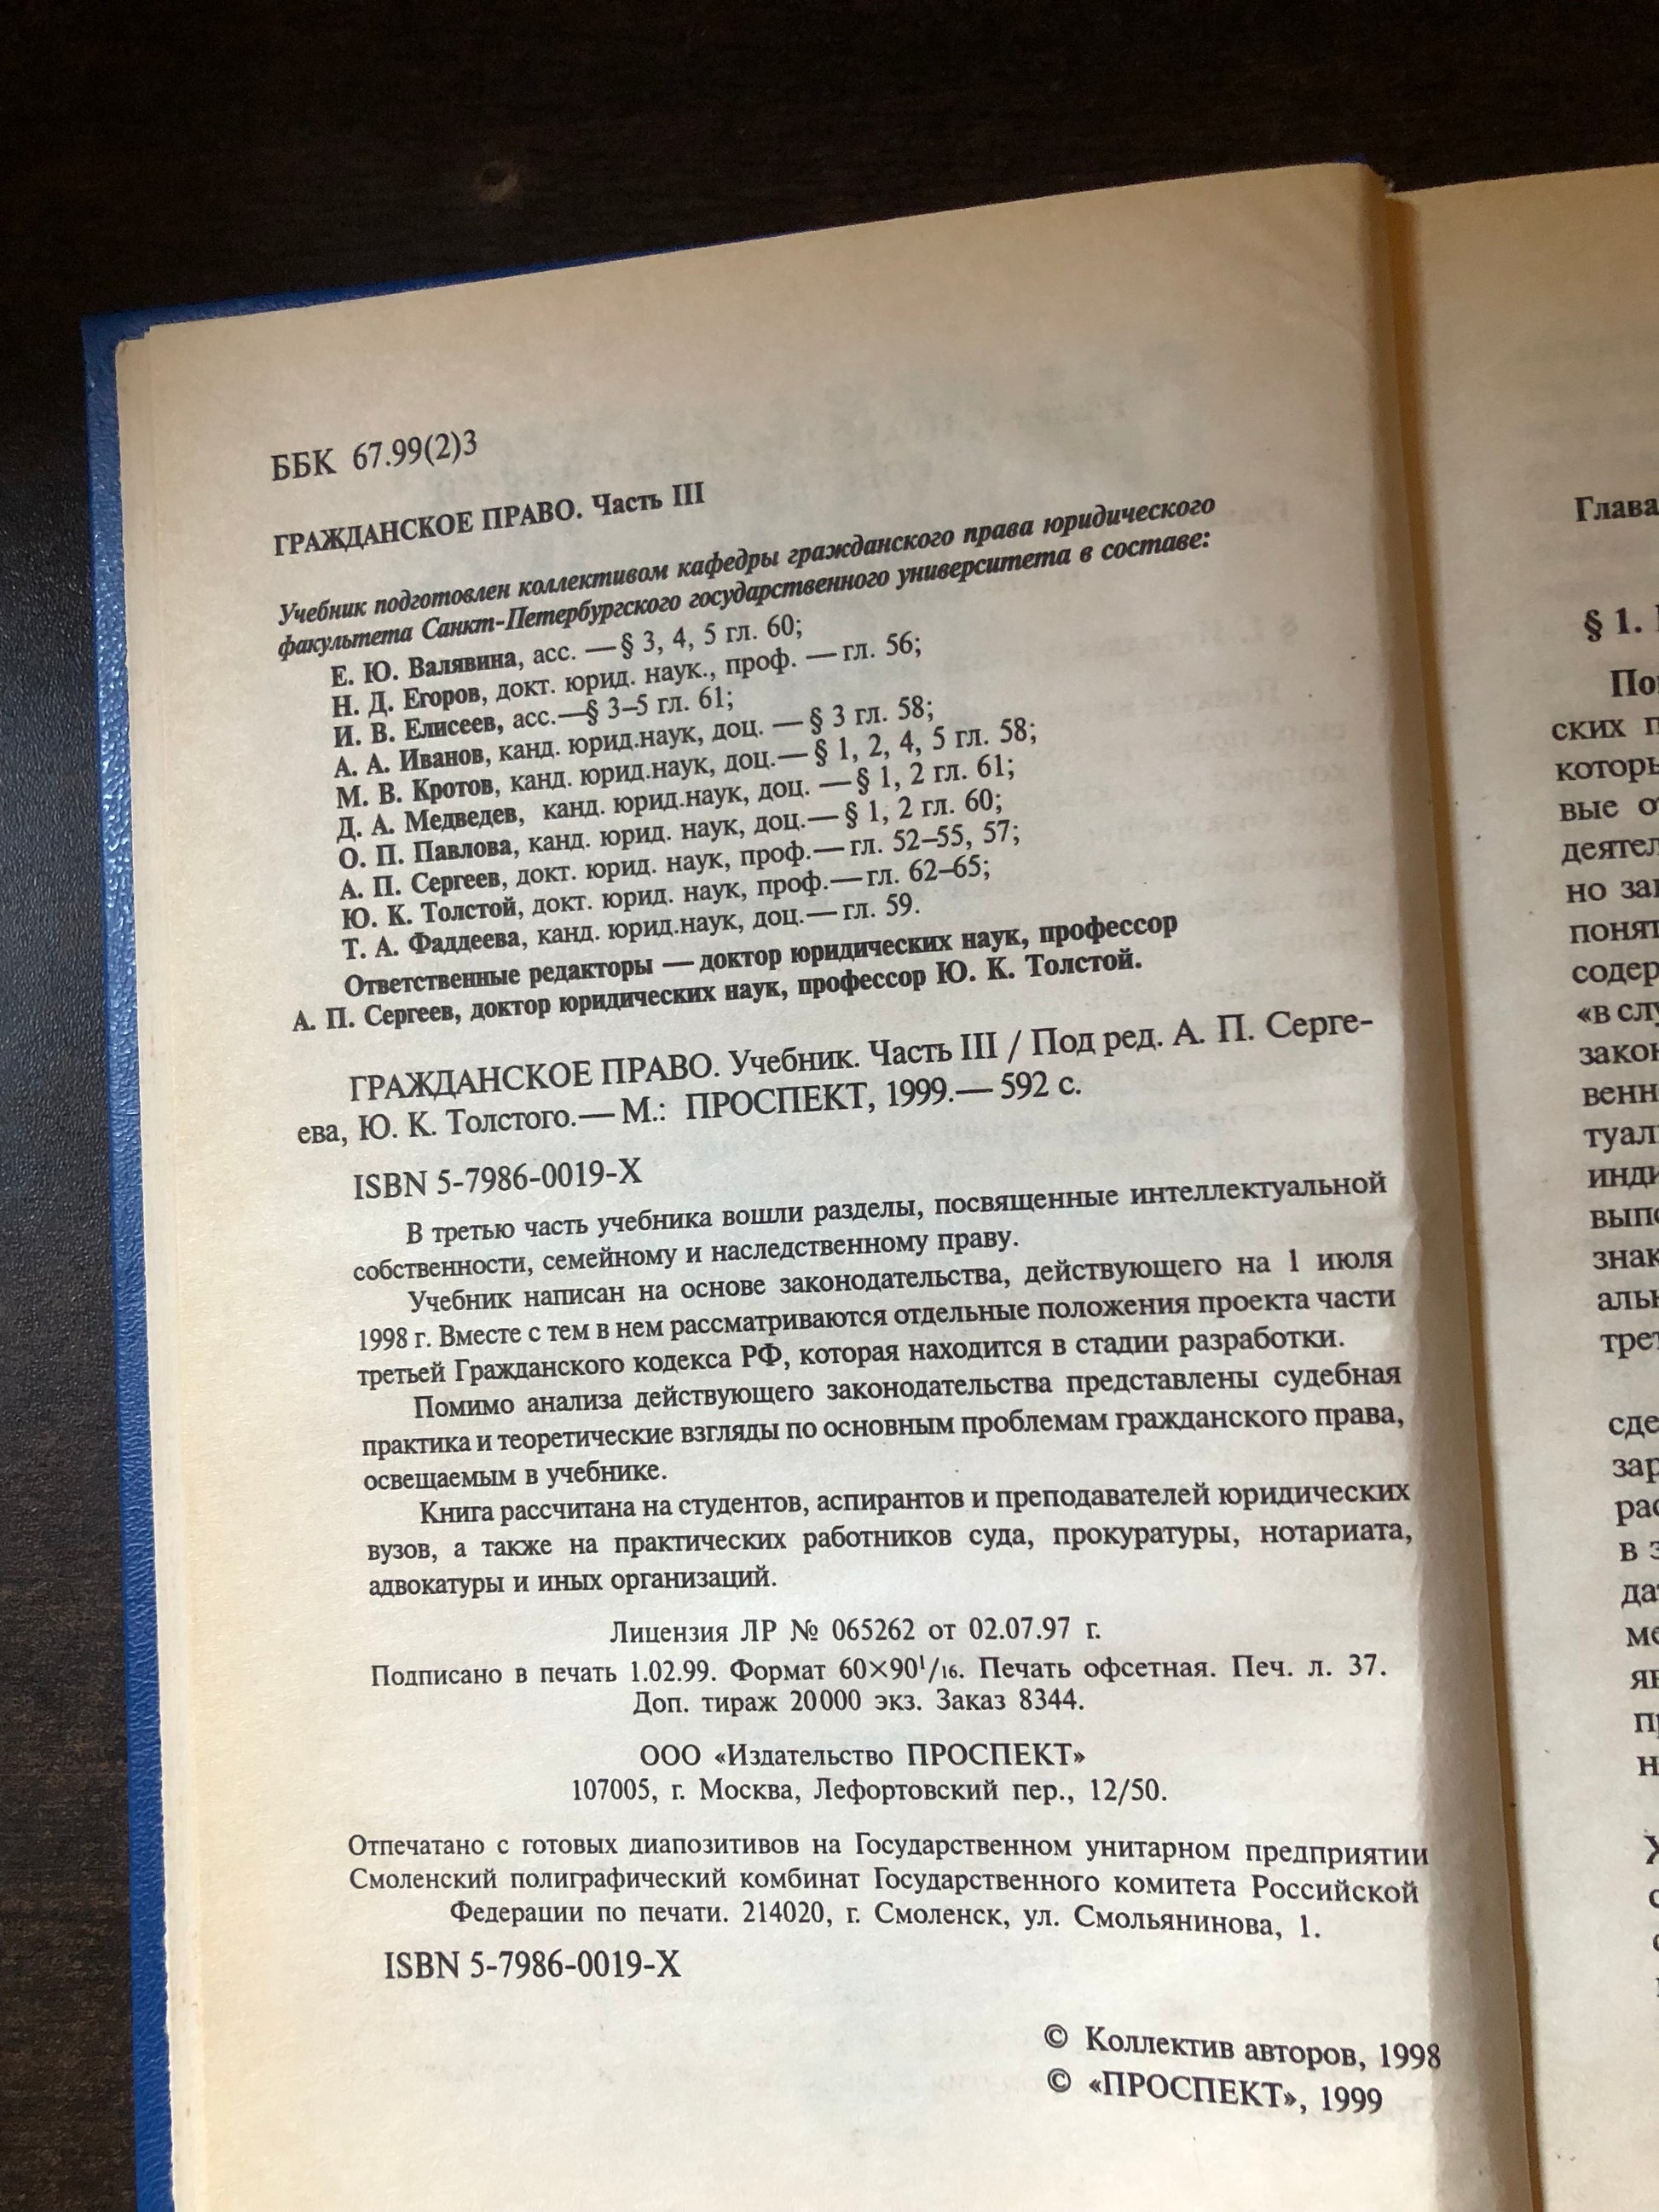 ББК 67.99(2)3
ГРАЖДАНСКОЕ ПРАВО. Часть III
Учебник подготовлен коллективом кафедры гражданского права юридического
факультета Санкт-Петербургского государственного университета в составе:
Е. Ю. Валявина, асс. — § 3, 4, 5 гл. 60;
Н. Д. Егоров, докт. юрид. наук., проф. — гл. 56;
И. В. Елисеев, асс.—§ 3–5 гл. 61;
А. А. Иванов, канд. юрид.наук, доц. — § 3 гл. 58;
М. В. Кротов, канд. юрид.наук, доц.— § 1, 2, 4, 5 гл. 58;
Д. А. Медведев, канд. юрид.наук, доц. — § 1, 2 гл. 61;
О. П. Павлова, канд. юрид. наук, доц.— § 1, 2 гл. 60;
А. П. Сергеев, докт. юрид. наук, проф.— гл. 52–55, 57;
Ю. К. Толстой, докт. юрид. наук, проф.— гл. 62–65;
Т. А. Фаддеева, канд. юрид.наук, доц.— гл. 59.
Ответственные редакторы — доктор юридических наук, профессор
А. П. Сергеев, доктор юридических наук, профессор Ю. К. Толстой.
ГРАЖДАНСКОЕ ПРАВО. Учебник. Часть III / Под ред. А. П. Серге-
ева, Ю. К. Толстого.— М.: ПРОСПЕКТ, 1999.— 592 с.
ISBN 5-7986-0019-X
В третью часть учебника вошли разделы, посвященные интеллектуальной
собственности, семейному и наследственному праву.
Учебник написан на основе законодательства, действующего на 1 июля
1998 г. Вместе с тем в нем рассматриваются отдельные положения проекта части
третьей Гражданского кодекса РФ, которая находится в стадии разработки.
Помимо анализа действующего законодательства представлены судебная
практика и теоретические взгляды по основным проблемам гражданского права,
освещаемым в учебнике.
Книга рассчитана на студентов, аспирантов и преподавателей юридических
вузов, а также на практических работников суда, прокуратуры, нотариата,
адвокатуры и иных организаций.
Лицензия ЛР № 065262 от 02.07.97 г.
Подписано в печать 1.02.99. Формат 60×90¹/₁₆. Печать офсетная. Печ. л. 37.
Доп. тираж 20000 экз. Заказ 8344.
ООО «Издательство ПРОСПЕКТ»
107005, г. Москва, Лефортовский пер., 12/50.
Отпечатано с готовых диапозитивов на Государственном унитарном предприятии
Смоленский полиграфический комбинат Государственного комитета Российской
Федерации по печати. 214020, г. Смоленск, ул. Смольянинова, 1.
ISBN 5-7986-0019-X
© Коллектив авторов, 1998
© «ПРОСПЕКТ», 1999
Глава
§ 1.